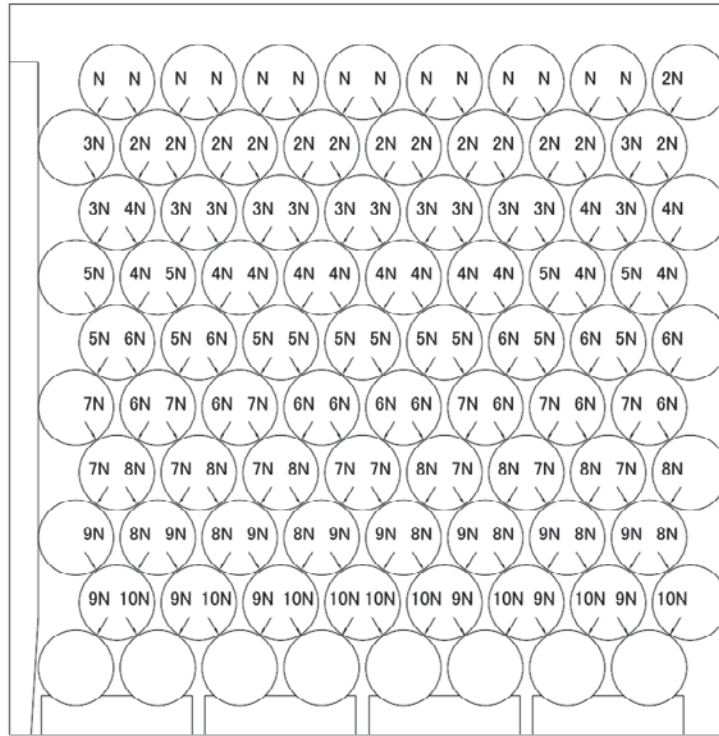 N N N N N N N N N N N N N N 2N
3N 2N 2N 2N 2N 2N 2N 2N 2N 2N 2N 2N 2N 3N 2N
3N 4N 3N 3N 3N 3N 3N 3N 3N 3N 3N 3N 4N 3N 4N
5N 4N 5N 4N 4N 4N 4N 4N 4N 4N 4N 5N 4N 5N 4N
5N 6N 5N 6N 5N 5N 5N 5N 5N 5N 6N 5N 6N 5N 6N
7N 6N 7N 6N 7N 6N 6N 6N 6N 7N 6N 7N 6N 7N 6N
7N 8N 7N 8N 7N 8N 7N 7N 8N 7N 8N 7N 8N 7N 8N
9N 8N 9N 8N 9N 8N 9N 9N 8N 9N 8N 9N 8N 9N 8N
9N 10N 9N 10N 9N 10N 10N 10N 10N 9N 10N 9N 10N 9N 10N